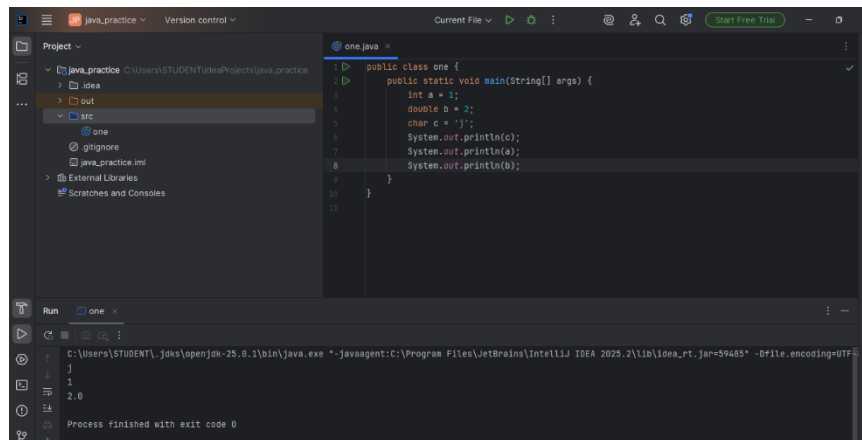 JP java_practice Version control Current File Start Free Trial
Project
java_practice C:\Users\STUDENT\IdeaProjects\java_practice
.idea
out
src
one
.gitignore
java_practice.iml
External Libraries
Scratches and Consoles
one.java
1 public class one {
2 public static void main(String[] args) {
3 int a = 1;
4 double b = 2;
5 char c = 'j';
6 System.out.println(c);
7 System.out.println(a);
8 System.out.println(b);
9 }
10 }
11
Run one
C:\Users\STUDENT\.jdks\openjdk-25.0.1\bin\java.exe "-javaagent:C:\Program Files\JetBrains\IntelliJ IDEA 2025.2\lib\idea_rt.jar=59485" -Dfile.encoding=UTF-
j
1
2.0
Process finished with exit code 0